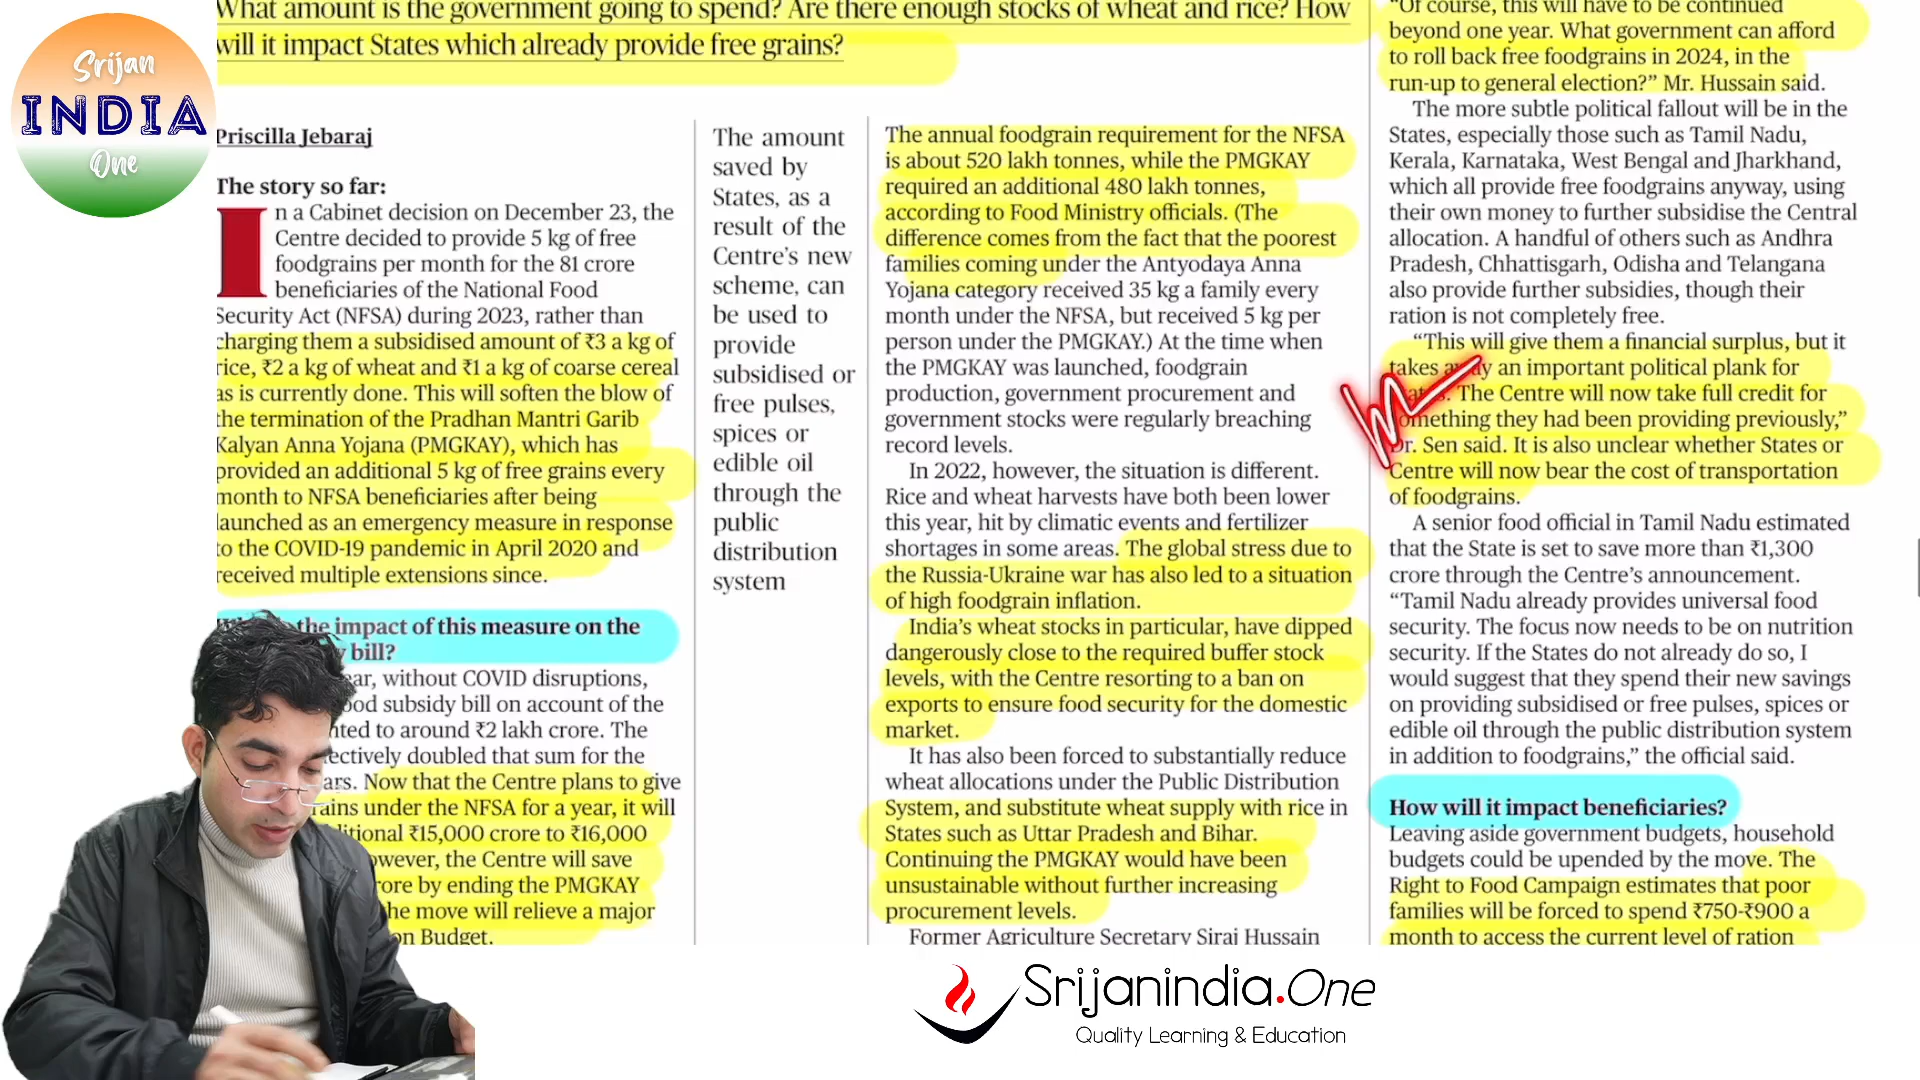 What amount is the government going to spend? Are there enough stocks of wheat and rice? How
will it impact States which already provide free grains?
Srijan
INDIA
One
Priscilla Jebaraj
The story so far:
In a Cabinet decision on December 23, the
Centre decided to provide 5 kg of free
foodgrains per month for the 81 crore
beneficiaries of the National Food
Security Act (NFSA) during 2023, rather than
charging them a subsidised amount of ₹3 a kg of
rice, ₹2 a kg of wheat and ₹1 a kg of coarse cereal
as is currently done. This will soften the blow of
the termination of the Pradhan Mantri Garib
Kalyan Anna Yojana (PMGKAY), which has
provided an additional 5 kg of free grains every
month to NFSA beneficiaries after being
launched as an emergency measure in response
to the COVID-19 pandemic in April 2020 and
received multiple extensions since.
the impact of this measure on the
bill?
ear, without COVID disruptions,
ood subsidy bill on account of the
nted to around ₹2 lakh crore. The
ectively doubled that sum for the
ars. Now that the Centre plans to give
rains under the NFSA for a year, it will
ditional ₹15,000 crore to ₹16,000
owever, the Centre will save
rore by ending the PMGKAY
he move will relieve a major
on Budget.
The amount
saved by
States, as a
result of the
Centre's new
scheme, can
be used to
provide
subsidised or
free pulses,
spices or
edible oil
through the
public
distribution
system
The annual foodgrain requirement for the NFSA
is about 520 lakh tonnes, while the PMGKAY
required an additional 480 lakh tonnes,
according to Food Ministry officials. (The
difference comes from the fact that the poorest
families coming under the Antyodaya Anna
Yojana category received 35 kg a family every
month under the NFSA, but received 5 kg per
person under the PMGKAY.) At the time when
the PMGKAY was launched, foodgrain
production, government procurement and
government stocks were regularly breaching
record levels.
In 2022, however, the situation is different.
Rice and wheat harvests have both been lower
this year, hit by climatic events and fertilizer
shortages in some areas. The global stress due to
the Russia-Ukraine war has also led to a situation
of high foodgrain inflation.
India's wheat stocks in particular, have dipped
dangerously close to the required buffer stock
levels, with the Centre resorting to a ban on
exports to ensure food security for the domestic
market.
It has also been forced to substantially reduce
wheat allocations under the Public Distribution
System, and substitute wheat supply with rice in
States such as Uttar Pradesh and Bihar.
Continuing the PMGKAY would have been
unsustainable without further increasing
procurement levels.
Former Agriculture Secretary Siraj Hussain
"Of course, this will have to be continued
beyond one year. What government can afford
to roll back free foodgrains in 2024, in the
run-up to general election?" Mr. Hussain said.
The more subtle political fallout will be in the
States, especially those such as Tamil Nadu,
Kerala, Karnataka, West Bengal and Jharkhand,
which all provide free foodgrains anyway, using
their own money to further subsidise the Central
allocation. A handful of others such as Andhra
Pradesh, Chhattisgarh, Odisha and Telangana
also provide further subsidies, though their
ration is not completely free.
"This will give them a financial surplus, but it
takes away an important political plank for
The Centre will now take full credit for
something they had been providing previously,"
Dr. Sen said. It is also unclear whether States or
Centre will now bear the cost of transportation
of foodgrains.
A senior food official in Tamil Nadu estimated
that the State is set to save more than ₹1,300
crore through the Centre's announcement.
"Tamil Nadu already provides universal food
security. The focus now needs to be on nutrition
security. If the States do not already do so, I
would suggest that they spend their new savings
on providing subsidised or free pulses, spices or
edible oil through the public distribution system
in addition to foodgrains," the official said.
How will it impact beneficiaries?
Leaving aside government budgets, household
budgets could be upended by the move. The
Right to Food Campaign estimates that poor
families will be forced to spend ₹750-₹900 a
month to access the current level of ration
Srijanindia.One
Quality Learning & Education